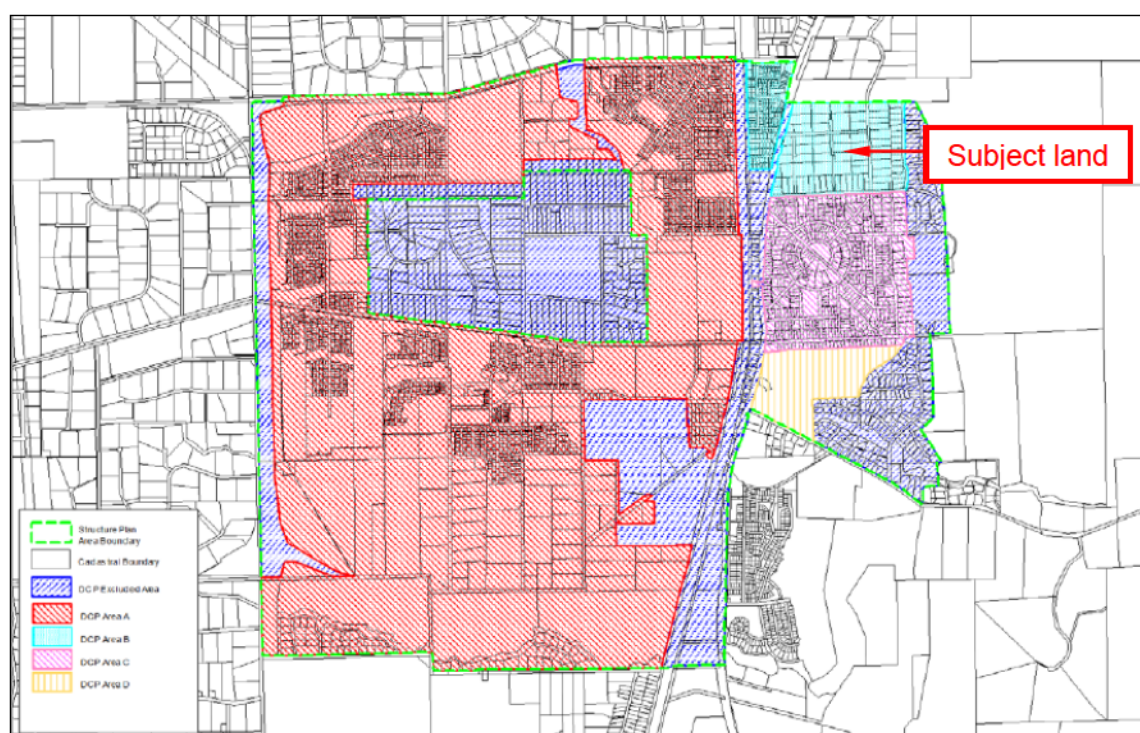 Subject land
Structure Plan
Area Boundary
Cadastral Boundary
DCP Excluded Area
DCP Area A
DCP Area B
DCP Area C
DCP Area D